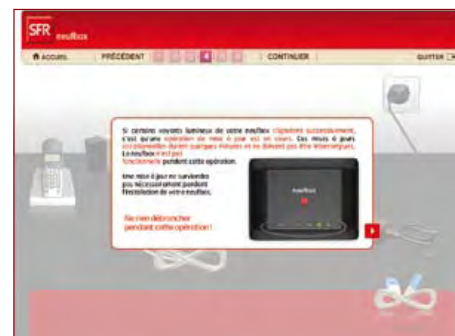 SFR neufbox
ACCUEIL | PRÉCÉDENT 4 | CONTINUER | QUITTER
Si certains voyants lumineux de votre neufbox clignotent successivement,
c'est qu'une opération de mise à jour est en cours. Ces mises à jours
occasionnelles durent quelques minutes et ne doivent pas être interrompues.
La neufbox n'est pas
fonctionnelle pendant cette opération.
Une mise à jour ne surviendra
pas nécessairement pendant
l'installation de votre neufbox.
Ne rien débrancher
pendant cette opération !
neufbox